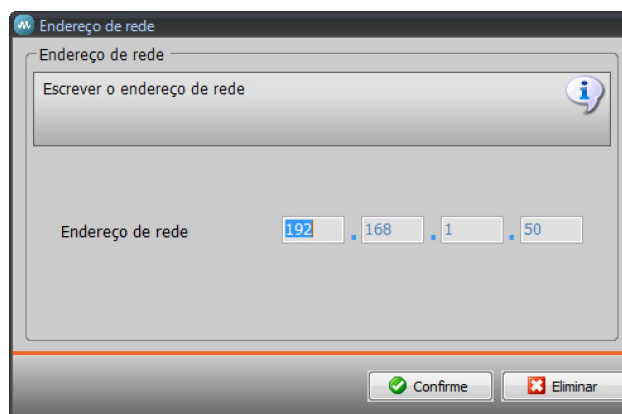 Endereço de rede
Endereço de rede
Escrever o endereço de rede
Endereço de rede 192 . 168 . 1 . 50
Confirme Eliminar